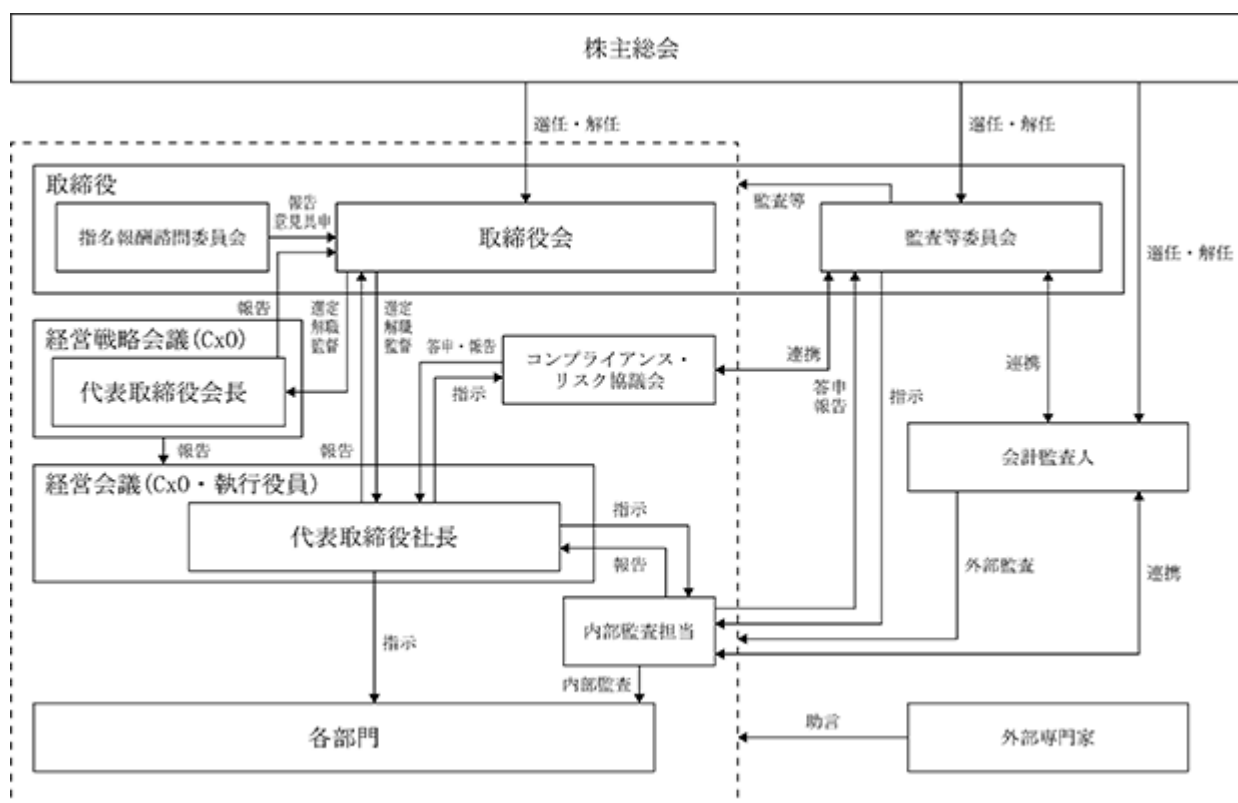 株主総会
選任・解任
選任・解任
取締役
報告
意見具申
監査等
指名報酬諮問委員会
取締役会
監査等委員会
選任・解任
報告
選定
解職
監督
選定
解職
監督
経営戦略会議(CxO)
答申・報告
コンプライアンス・
リスク協議会
連携
連携
代表取締役会長
指示
答申
報告
指示
報告
報告
会計監査人
経営会議(CxO・執行役員)
指示
代表取締役社長
報告
外部監査
連携
内部監査担当
指示
内部監査
各部門
助言
外部専門家